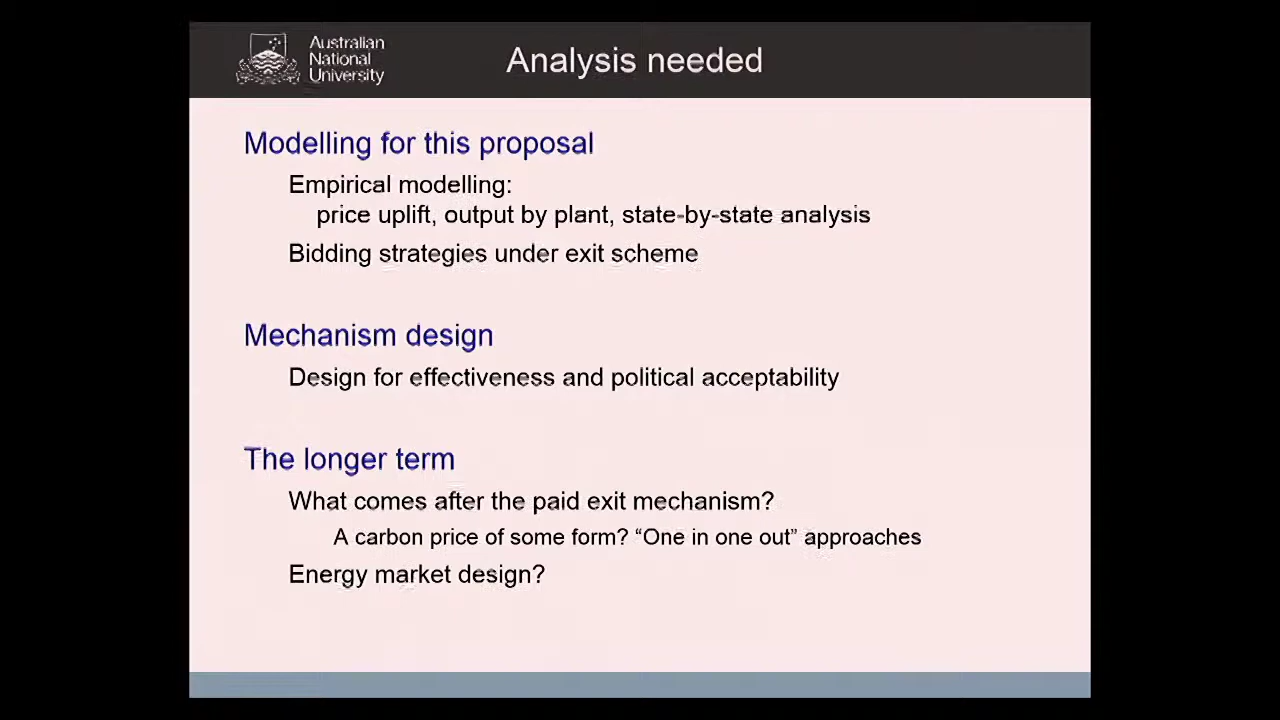 Australian
National
University
Analysis needed
Modelling for this proposal
Empirical modelling:
price uplift, output by plant, state-by-state analysis
Bidding strategies under exit scheme
Mechanism design
Design for effectiveness and political acceptability
The longer term
What comes after the paid exit mechanism?
A carbon price of some form? “One in one out” approaches
Energy market design?